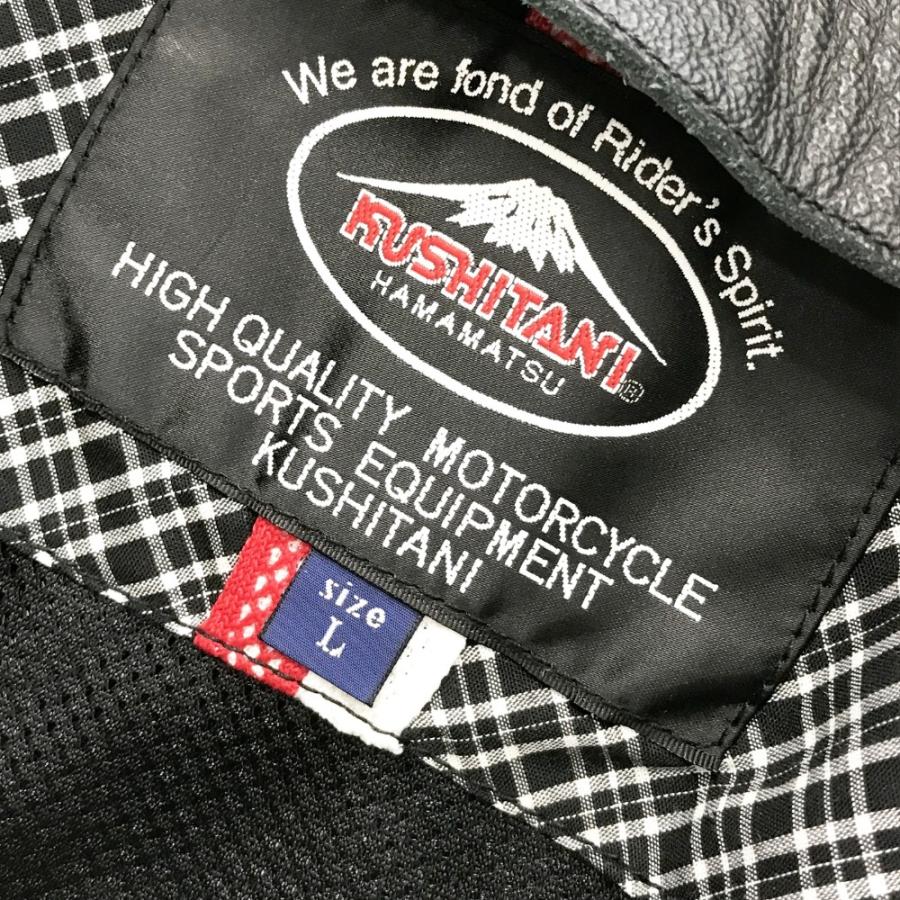 We are fond of Rider's Spirit.
KUSHITANI®
HAMAMATSU
HIGH QUALITY MOTORCYCLE
SPORTS EQUIPMENT
KUSHITANI
size
L